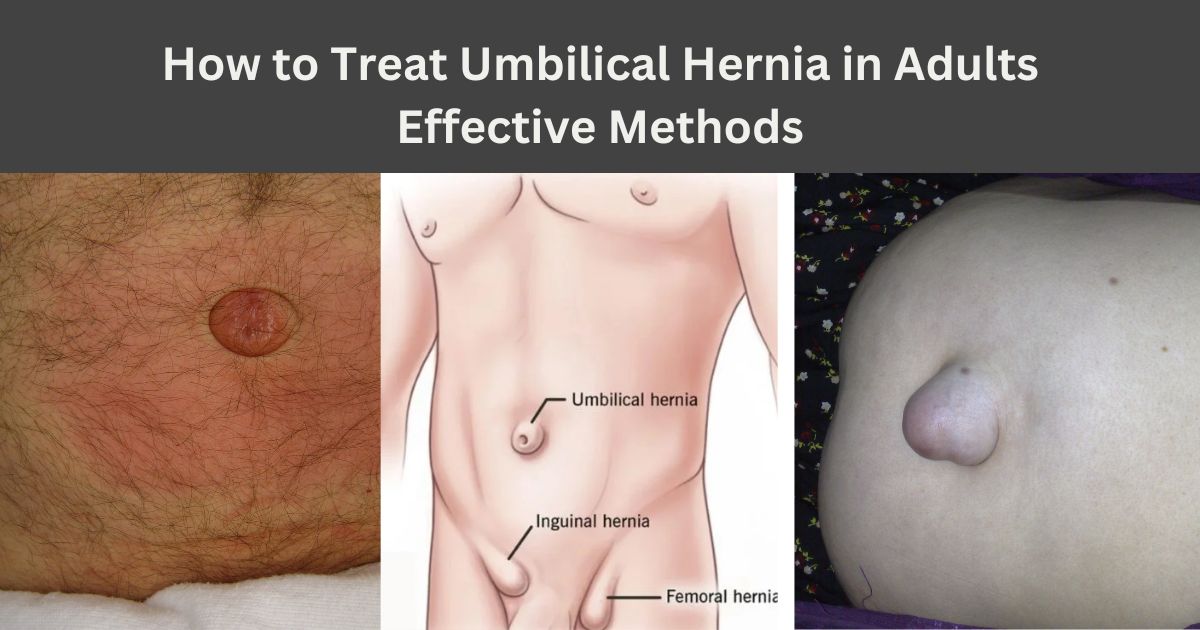 How to Treat Umbilical Hernia in Adults
Effective Methods
Umbilical hernia
Inguinal hernia
Femoral hernia